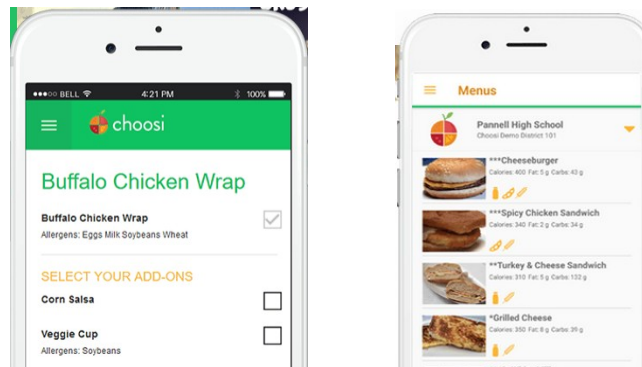 BELL 4:21 PM 100%
choosi
Buffalo Chicken Wrap
Buffalo Chicken Wrap
Allergens: Eggs Milk Soybeans Wheat
SELECT YOUR ADD-ONS
Corn Salsa
Veggie Cup
Allergens: Soybeans
Menus
Pannell High School
Choosi Demo District 101
***Cheeseburger
Calories: 400 Fat: 5 g Carbs: 43 g
***Spicy Chicken Sandwich
Calories: 340 Fat: 2 g Carbs: 34 g
**Turkey & Cheese Sandwich
Calories: 310 Fat: 5 g Carbs: 132 g
*Grilled Cheese
Calories: 350 Fat: 8 g Carbs: 39 g